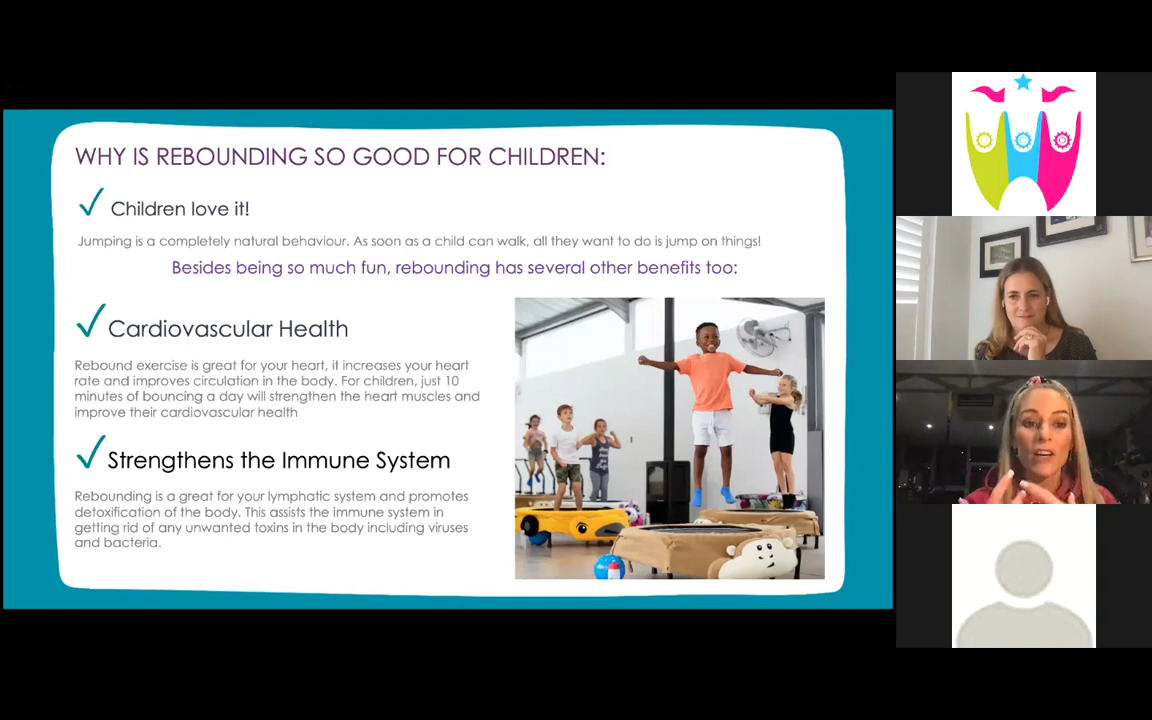 WHY IS REBOUNDING SO GOOD FOR CHILDREN:
Children love it!
Jumping is a completely natural behaviour. As soon as a child can walk, all they want to do is jump on things!
Besides being so much fun, rebounding has several other benefits too:
Cardiovascular Health
Rebound exercise is great for your heart, it increases your heart
rate and improves circulation in the body. For children, just 10
minutes of bouncing a day will strengthen the heart muscles and
improve their cardiovascular health
Strengthens the Immune System
Rebounding is a great for your lymphatic system and promotes
detoxification of the body. This assists the immune system in
getting rid of any unwanted toxins in the body including viruses
and bacteria.